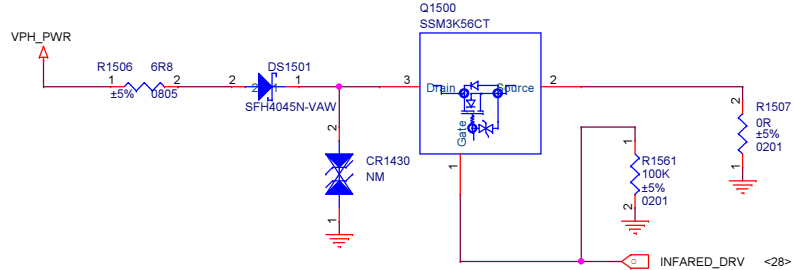 Q1500
SSM3K56CT
VPH_PWR
R1506 6R8
DS1501
1 2
2 2 1 1
3 Drain Source 2
±5% 0805
SFH4045N-VAW
Gate
2
2
R1507
0R
±5%
0201
1
CR1430
NM
1
1
1
R1561
100K
±5%
0201
2
INFARED_DRV <28>